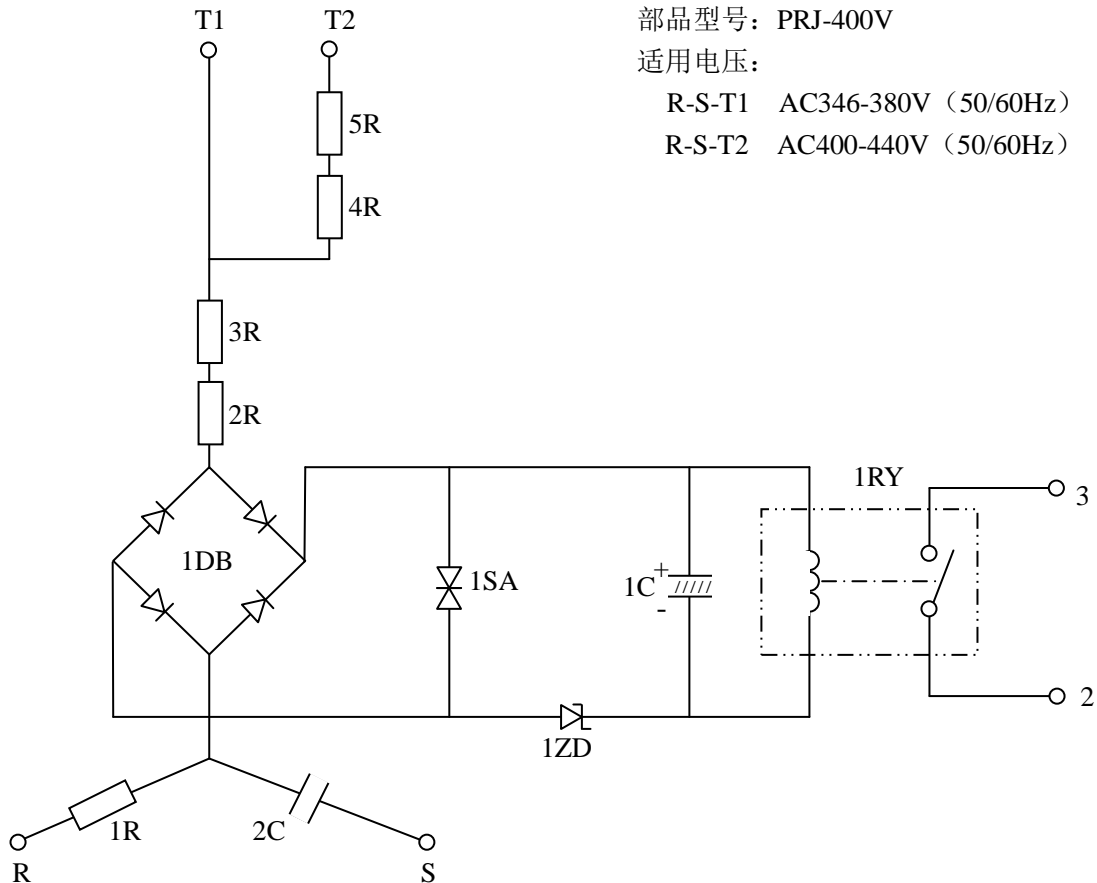 T1
T2
部品型号：PRJ-400V
适用电压：
R-S-T1 AC346-380V（50/60Hz）
R-S-T2 AC400-440V（50/60Hz）
5R
4R
3R
2R
1RY
3
1DB
1SA
1C
+
-
2
1ZD
1R
2C
R
S